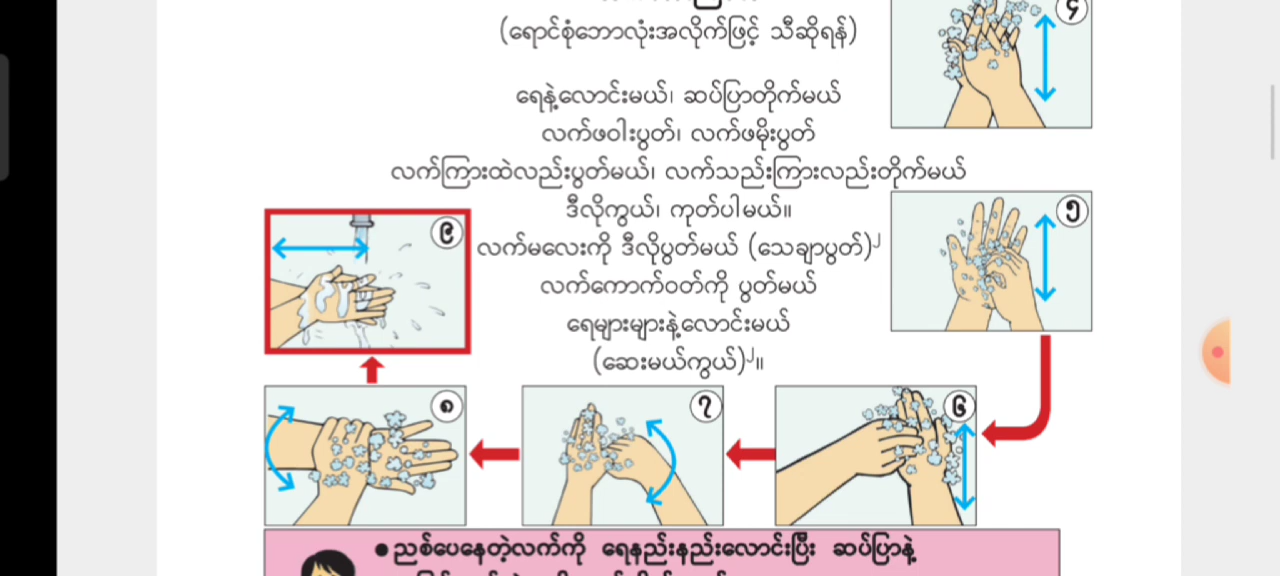 ၄
(ရောင်စုံဘောလုံးအလိုက်ဖြင့် သီဆိုရန်)
ရေနဲ့လောင်းမယ်၊ ဆပ်ပြာတိုက်မယ်
လက်ဖဝါးပွတ်၊ လက်ဖမိုးပွတ်
လက်ကြားထဲလည်းပွတ်မယ်၊ လက်သည်းကြားလည်းတိုက်မယ်
ဒီလိုကွယ်၊ ကုတ်ပါမယ်။
၅
လက်မလေးကို ဒီလိုပွတ်မယ် (သေချာပွတ်)၂
၉
လက်ကောက်ဝတ်ကို ပွတ်မယ်
ရေများများနဲ့လောင်းမယ်
(ဆေးမယ်ကွယ်)၂။
၈
၇
၆
● ညစ်ပေနေတဲ့လက်ကို ရေနည်းနည်းလောင်းပြီး ဆပ်ပြာနဲ့